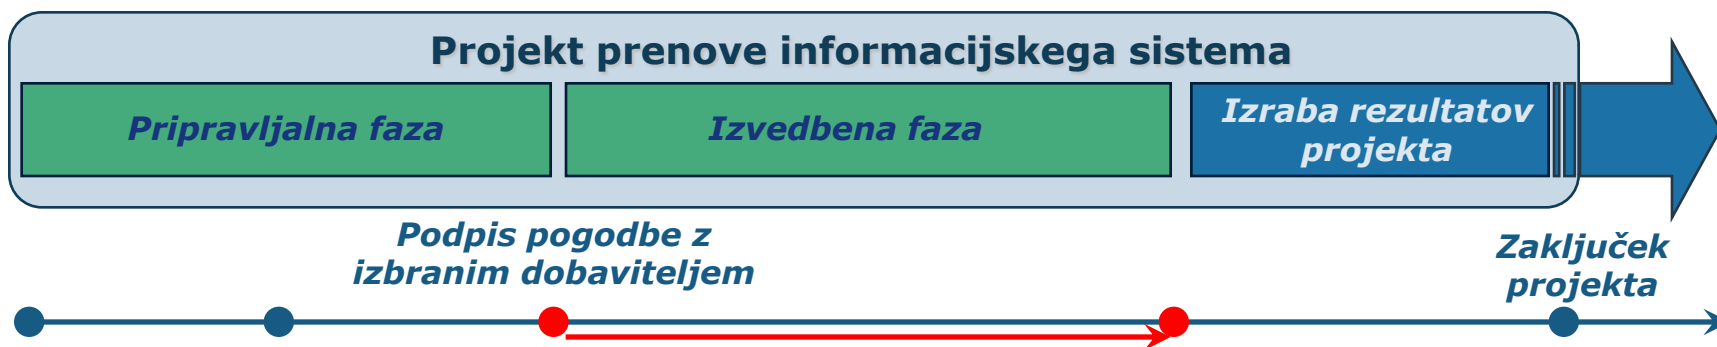 Projekt prenove informacijskega sistema
Pripravljalna faza
Izvedbena faza
Izraba rezultatov
projekta
Podpis pogodbe z
izbranim dobaviteljem
Zaključek
projekta